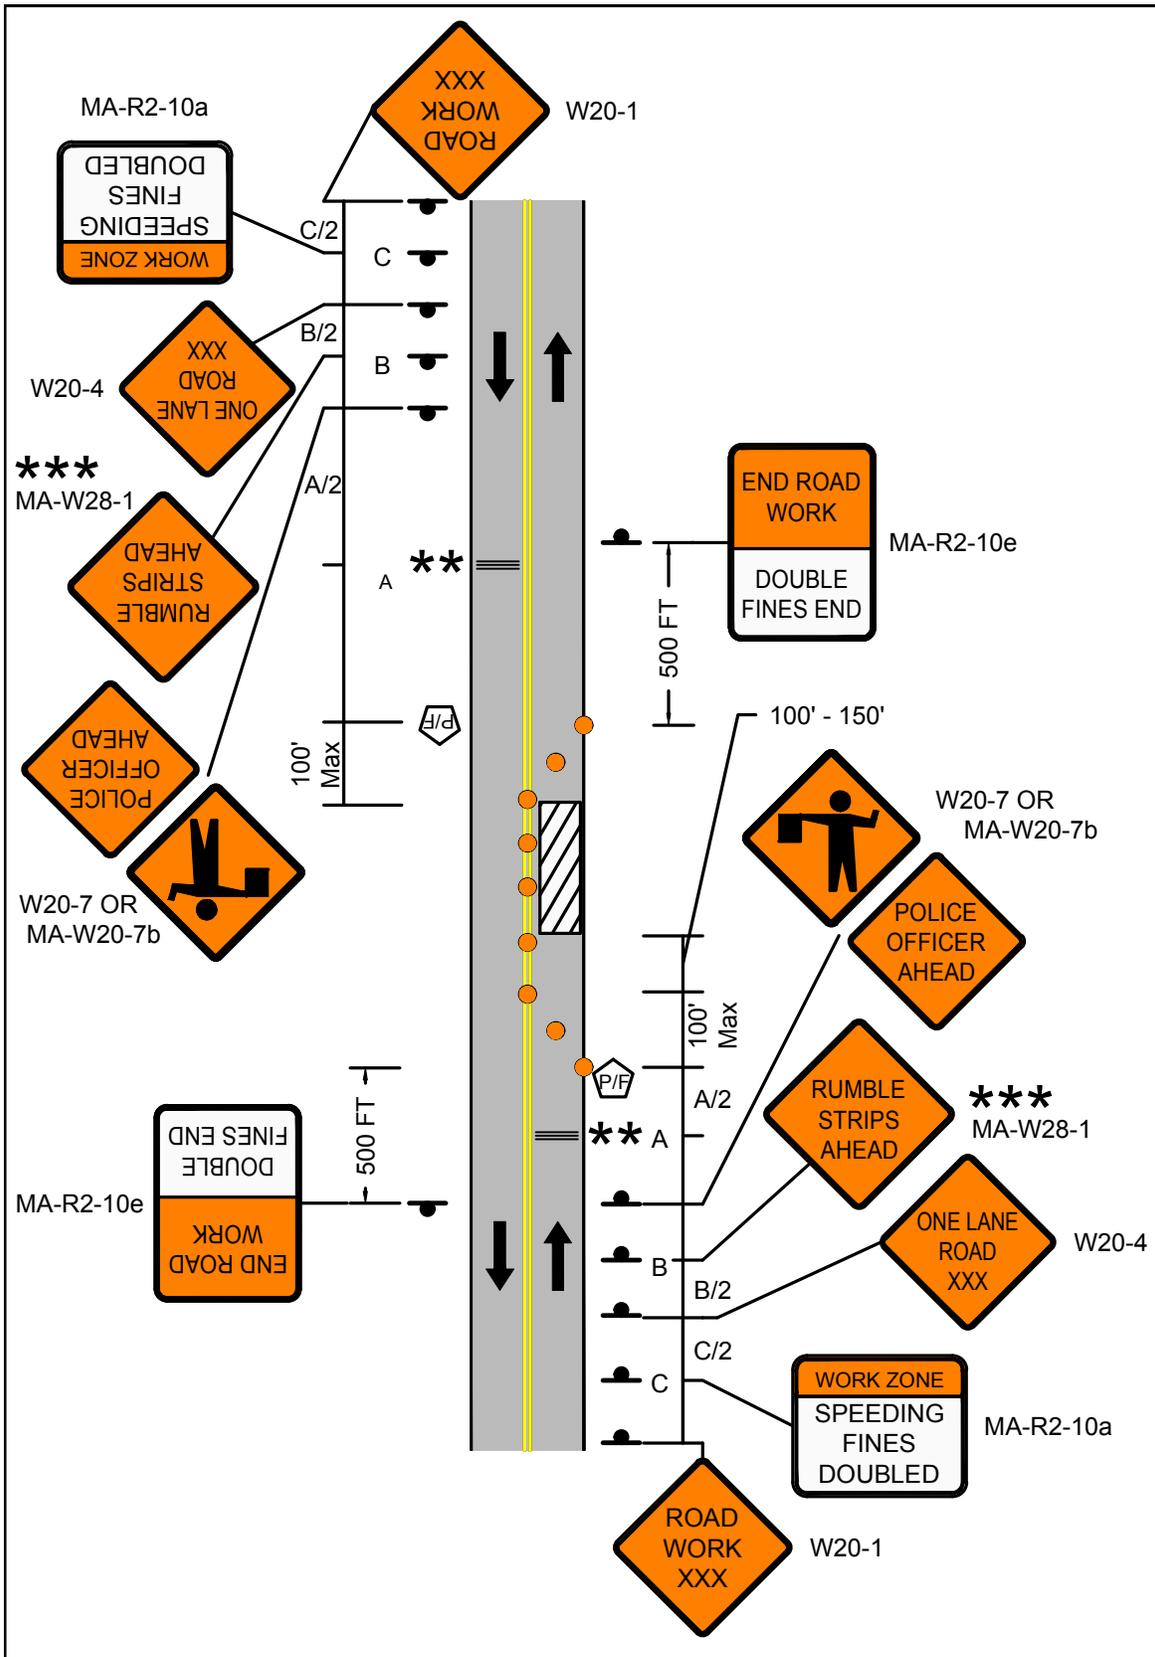 XXX
WORK
ROAD
W20-1
MA-R2-10a
DOUBLED
FINES
SPEEDING
WORK ZONE
C/2
C
B/2
B
XXX
ROAD
ONE LANE
W20-4
***
MA-W28-1
AHEAD
STRIPS
RUMBLE
A/2
A
**
AHEAD
OFFICER
POLICE
W20-7 OR
MA-W20-7b
P/F
100'
Max
END ROAD
WORK
DOUBLE
FINES END
MA-R2-10e
500 FT
100' - 150'
W20-7 OR
MA-W20-7b
POLICE
OFFICER
AHEAD
100'
Max
P/F
A/2
**
A
RUMBLE
STRIPS
AHEAD
***
MA-W28-1
500 FT
FINES END
DOUBLE
WORK
END ROAD
MA-R2-10e
B
B/2
ONE LANE
ROAD
XXX
W20-4
C/2
C
WORK ZONE
SPEEDING
FINES
DOUBLED
MA-R2-10a
ROAD
WORK
XXX
W20-1